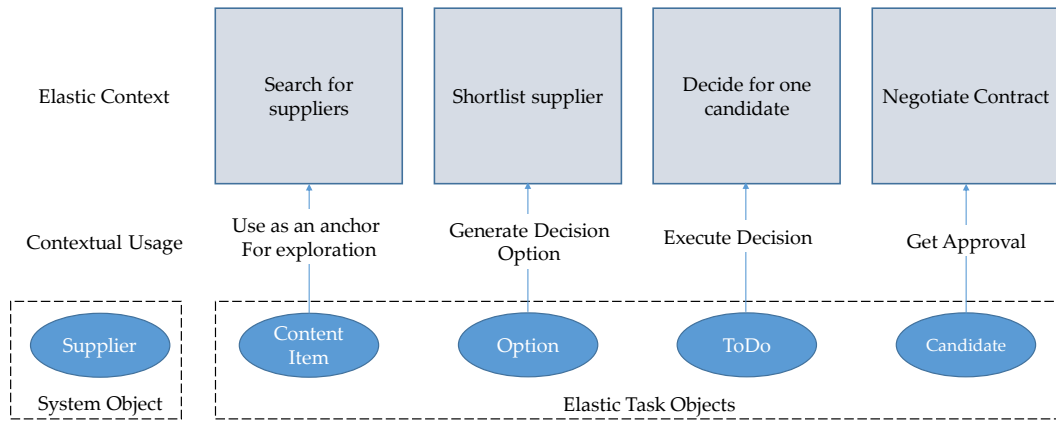 Elastic Context
Search for
suppliers
Shortlist supplier
Decide for one
candidate
Negotiate Contract
Contextual Usage
Use as an anchor
For exploration
Generate Decision
Option
Execute Decision
Get Approval
Supplier
Content
Item
Option
ToDo
Candidate
System Object
Elastic Task Objects